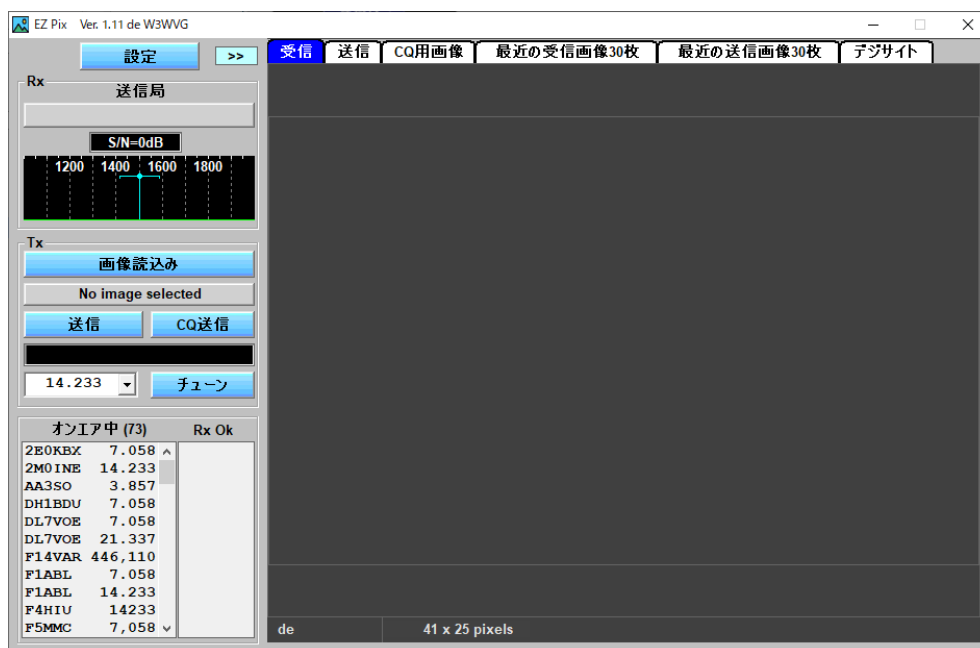 EZ Pix Ver. 1.11 de W3WVG
設定
>>
受信 送信 CQ用画像 最近の受信画像30枚 最近の送信画像30枚 デジサイト
Rx
送信局
S/N=0dB
1200 1400 1600 1800
Tx
画像読込み
No image selected
送信 CQ送信
14.233 チューン
オンエア中 (73) Rx Ok
2E0KBX 7.058
2M0INE 14.233
AA3SO 3.857
DH1BDU 7.058
DL7VOE 7.058
DL7VOE 21.337
F14VAR 446,110
F1ABL 7.058
F1ABL 14.233
F4HIU 14233
F5MMC 7,058
de 41 x 25 pixels